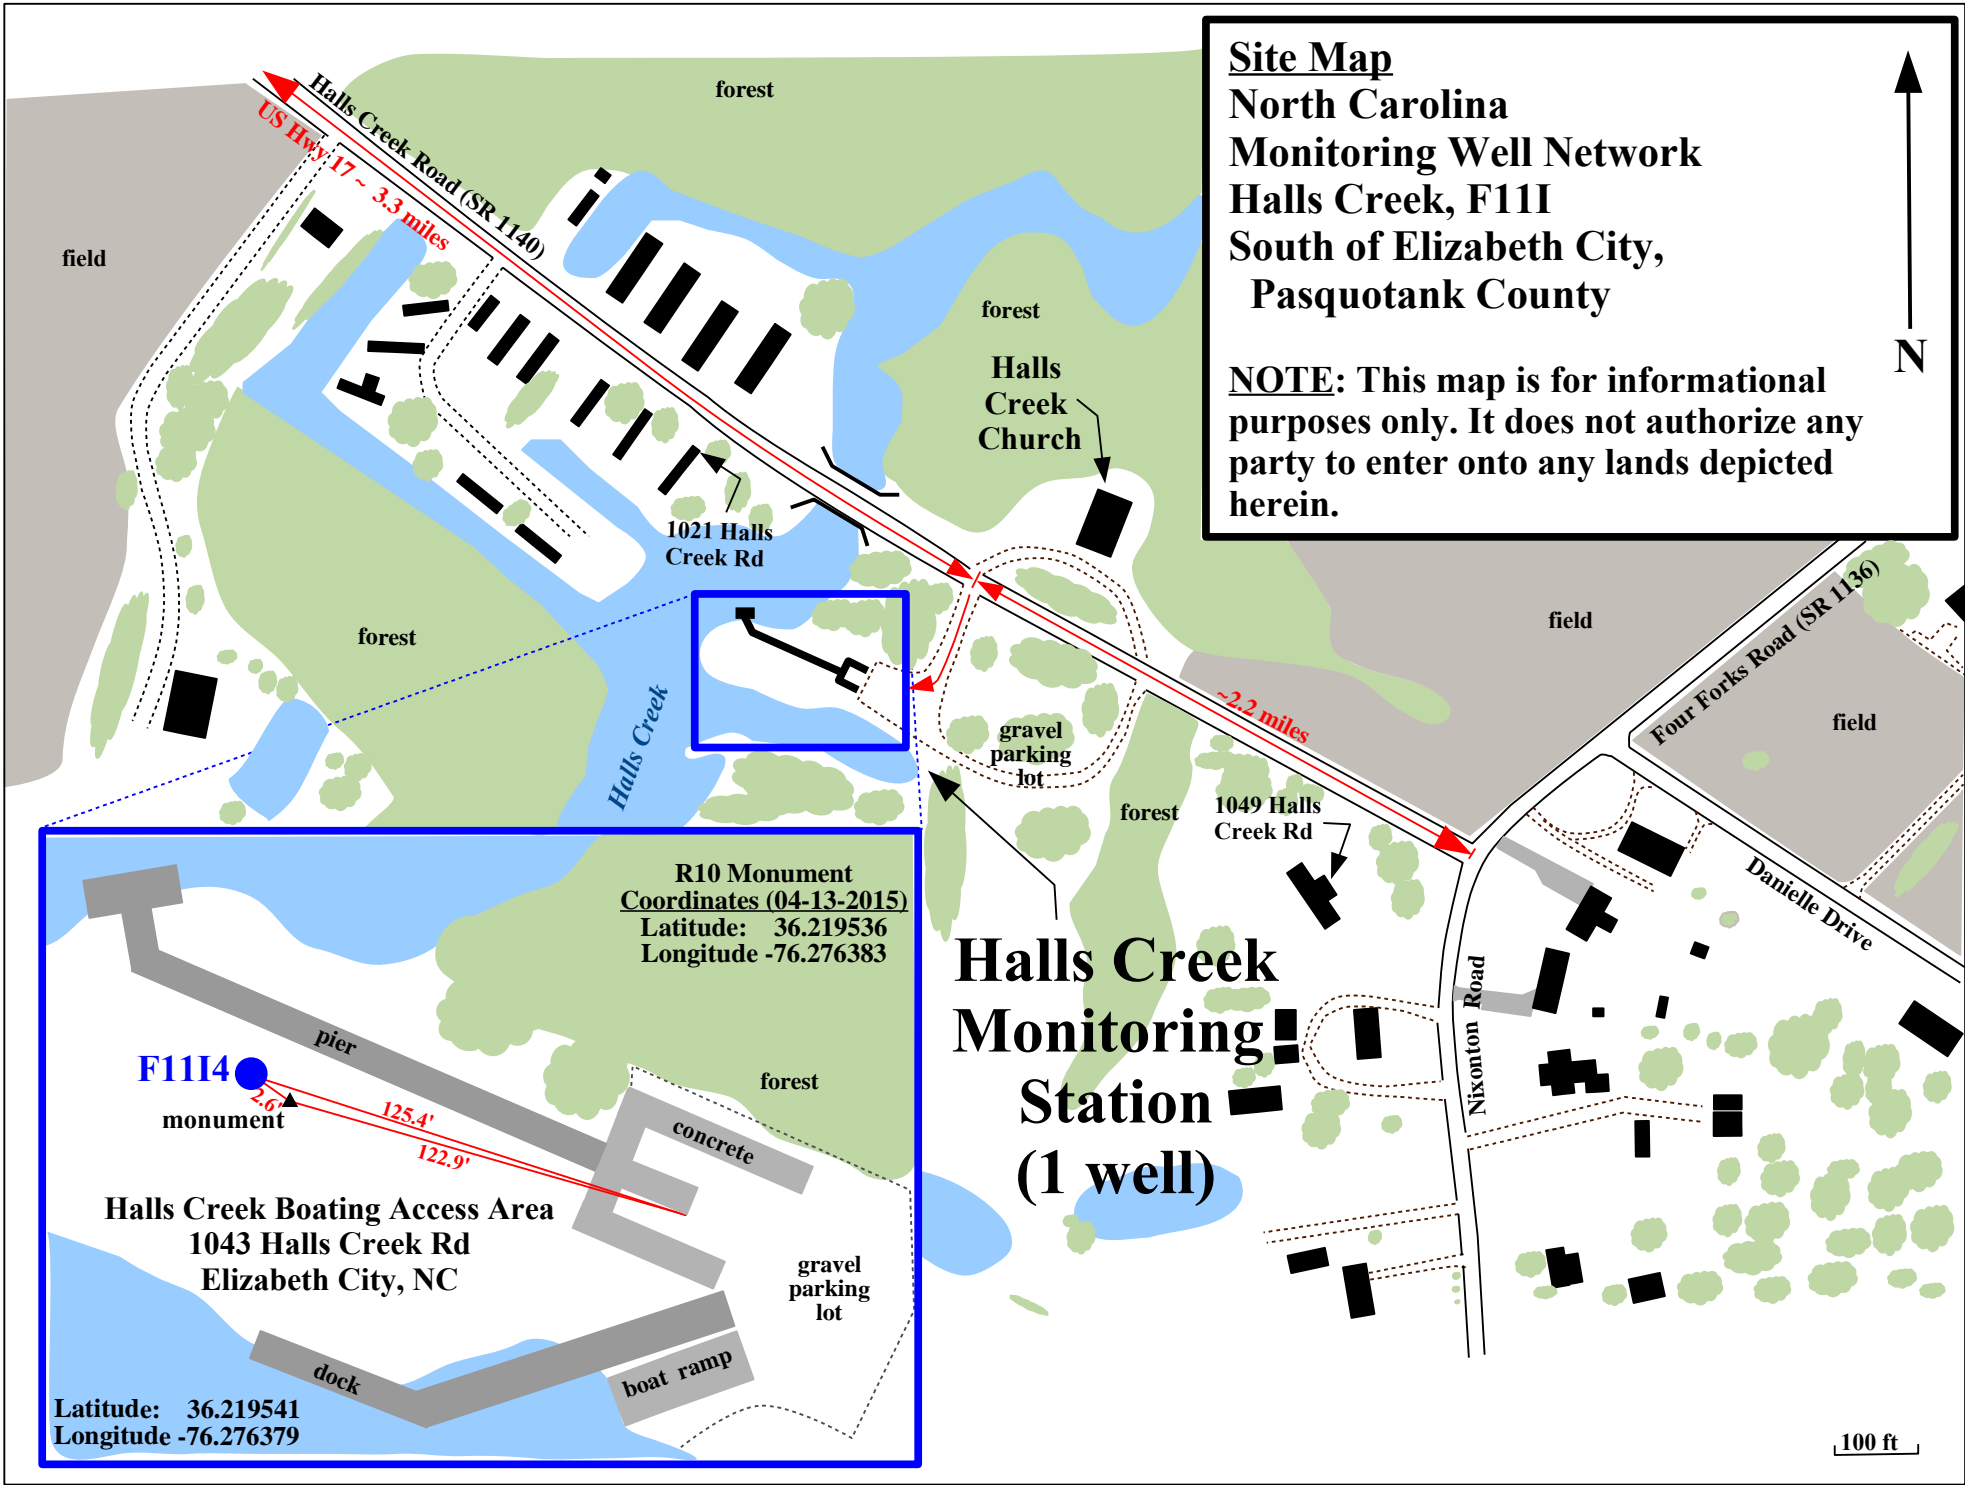 Site Map
North Carolina
Monitoring Well Network
Halls Creek, F11I
South of Elizabeth City,
Pasquotank County
NOTE: This map is for informational
purposes only. It does not authorize any
party to enter onto any lands depicted
herein.
N
forest
Halls Creek Road (SR 1140)
US Hwy 17 ~ 3.3 miles
field
forest
Halls
Creek
Church
1021 Halls
Creek Rd
forest
field
Four Forks Road (SR 1136)
field
~2.2 miles
Halls Creek
gravel
parking
lot
forest
1049 Halls
Creek Rd
Danielle Drive
Nixonton Road
Halls Creek
Monitoring
Station
(1 well)
R10 Monument
Coordinates (04-13-2015)
Latitude: 36.219536
Longitude -76.276383
pier
F11I4
2.6'
monument
125.4'
122.9'
forest
concrete
Halls Creek Boating Access Area
1043 Halls Creek Rd
Elizabeth City, NC
gravel
parking
lot
dock
boat ramp
Latitude: 36.219541
Longitude -76.276379
100 ft